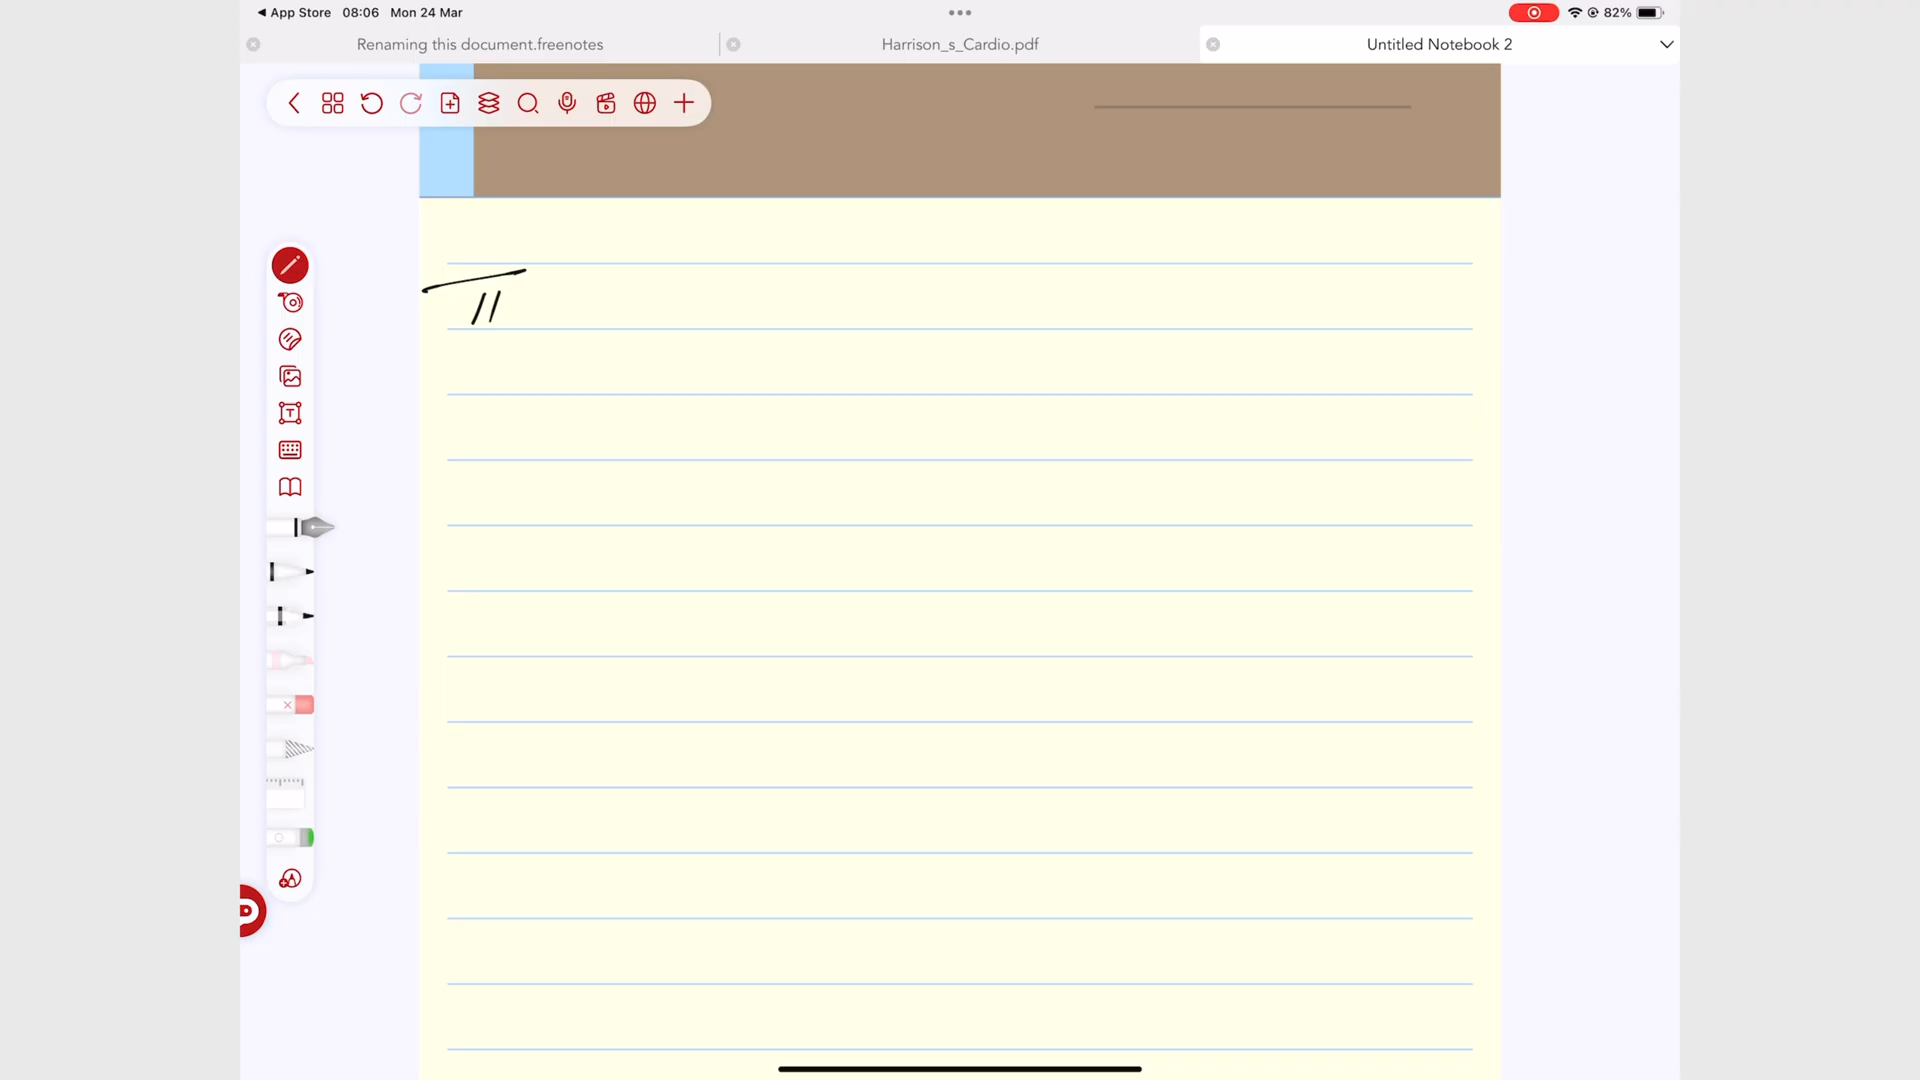 ◀ App Store 08:06 Mon 24 Mar 82%
Renaming this document.freenotes Harrison_s_Cardio.pdf Untitled Notebook 2